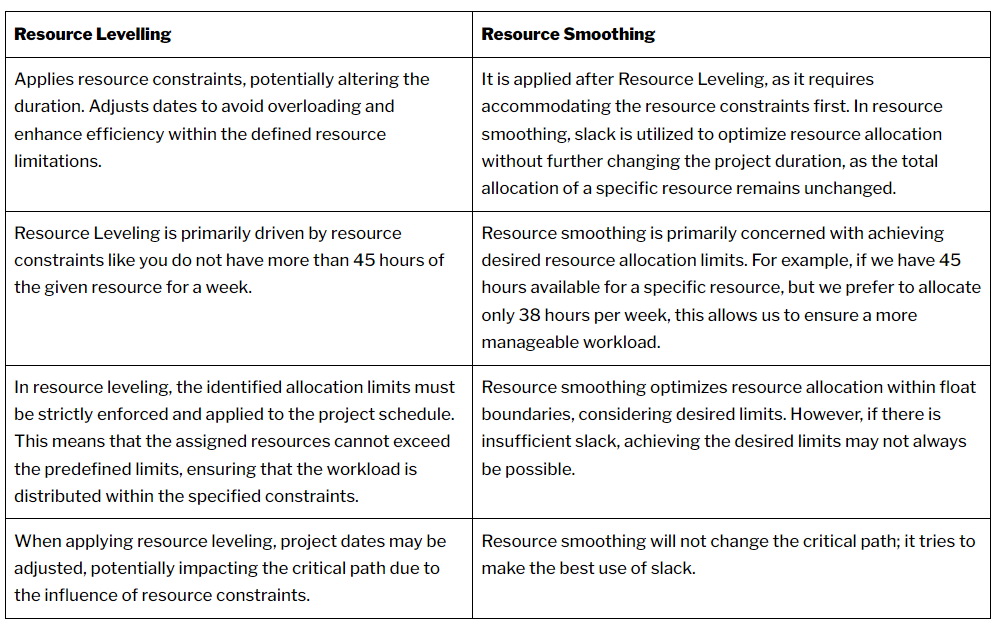 Resource Levelling
Resource Smoothing
Applies resource constraints, potentially altering the
duration. Adjusts dates to avoid overloading and
enhance efficiency within the defined resource
limitations.
It is applied after Resource Leveling, as it requires
accommodating the resource constraints first. In resource
smoothing, slack is utilized to optimize resource allocation
without further changing the project duration, as the total
allocation of a specific resource remains unchanged.
Resource Leveling is primarily driven by resource
constraints like you do not have more than 45 hours of
the given resource for a week.
Resource smoothing is primarily concerned with achieving
desired resource allocation limits. For example, if we have 45
hours available for a specific resource, but we prefer to allocate
only 38 hours per week, this allows us to ensure a more
manageable workload.
In resource leveling, the identified allocation limits must
be strictly enforced and applied to the project schedule.
This means that the assigned resources cannot exceed
the predefined limits, ensuring that the workload is
distributed within the specified constraints.
Resource smoothing optimizes resource allocation within float
boundaries, considering desired limits. However, if there is
insufficient slack, achieving the desired limits may not always
be possible.
When applying resource leveling, project dates may be
adjusted, potentially impacting the critical path due to
the influence of resource constraints.
Resource smoothing will not change the critical path; it tries to
make the best use of slack.